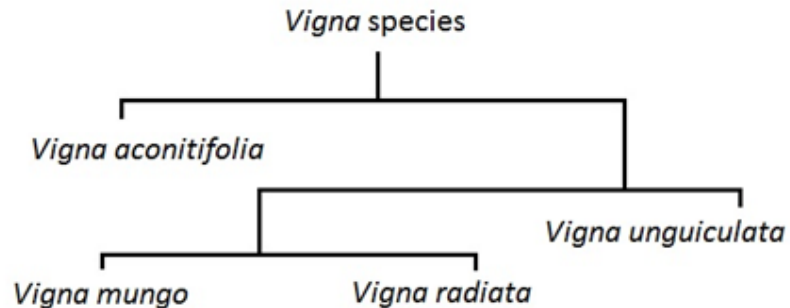 Vigna species
Vigna aconitifolia
Vigna unguiculata
Vigna mungo
Vigna radiata